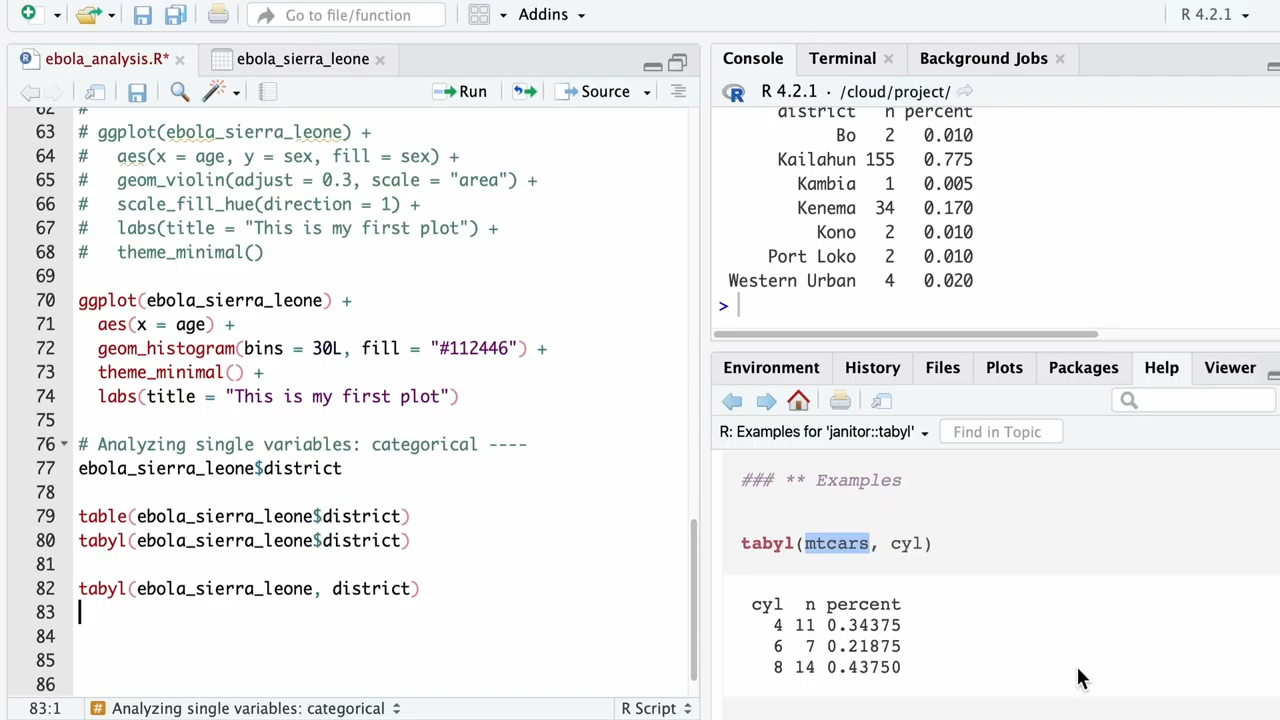 Go to file/function
Addins
R 4.2.1
ebola_analysis.R*
ebola_sierra_leone
Run
Source
62 #
63 # ggplot(ebola_sierra_leone) +
64 #   aes(x = age, y = sex, fill = sex) +
65 #   geom_violin(adjust = 0.3, scale = "area") +
66 #   scale_fill_hue(direction = 1) +
67 #   labs(title = "This is my first plot") +
68 #   theme_minimal()
69
70 ggplot(ebola_sierra_leone) +
71   aes(x = age) +
72   geom_histogram(bins = 30L, fill = "#112446") +
73   theme_minimal() +
74   labs(title = "This is my first plot")
75
76 # Analyzing single variables: categorical ----
77 ebola_sierra_leone$district
78
79 table(ebola_sierra_leone$district)
80 tabyl(ebola_sierra_leone$district)
81
82 tabyl(ebola_sierra_leone, district)
83
84
85
86
83:1 # Analyzing single variables: categorical R Script
Console Terminal Background Jobs
R 4.2.1 · /cloud/project/
district n percent
Bo 2 0.010
Kailahun 155 0.775
Kambia 1 0.005
Kenema 34 0.170
Kono 2 0.010
Port Loko 2 0.010
Western Urban 4 0.020
>
Environment History Files Plots Packages Help Viewer
R: Examples for 'janitor::tabyl' Find in Topic
### ** Examples
tabyl(mtcars, cyl)
cyl n percent
4 11 0.34375
6 7 0.21875
8 14 0.43750